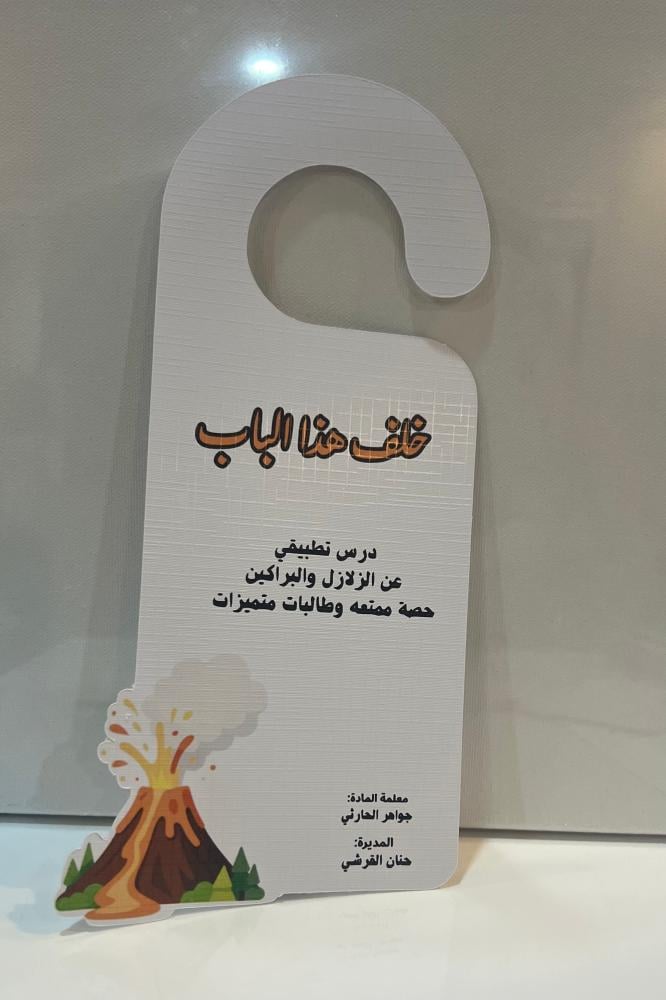 خلف هذا الباب
درس تطبيقي
عن الزلازل والبراكين
حصة ممتعه وطالبات متميزات
معلمة المادة:
جواهر الحارثي
المديرة:
حنان القرشي